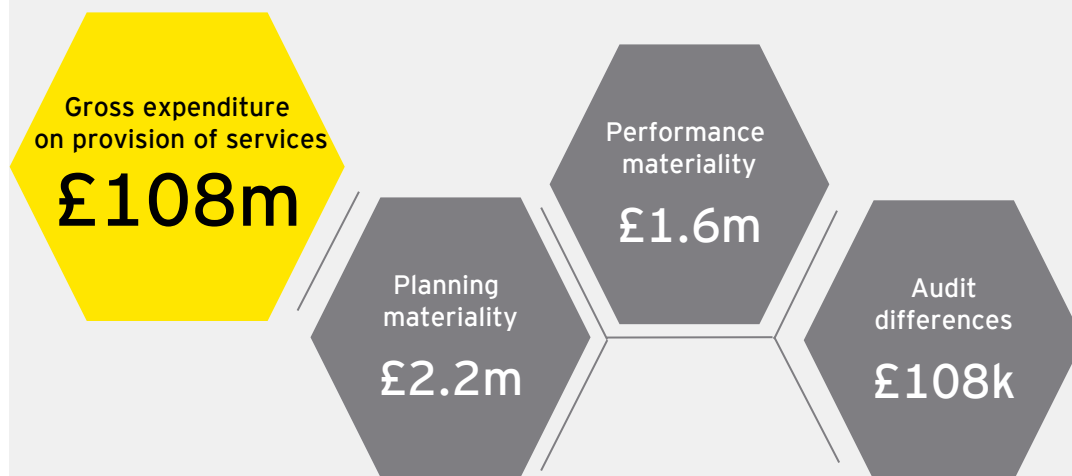 Gross expenditure
on provision of services
£108m
Planning
materiality
£2.2m
Performance
materiality
£1.6m
Audit
differences
£108k